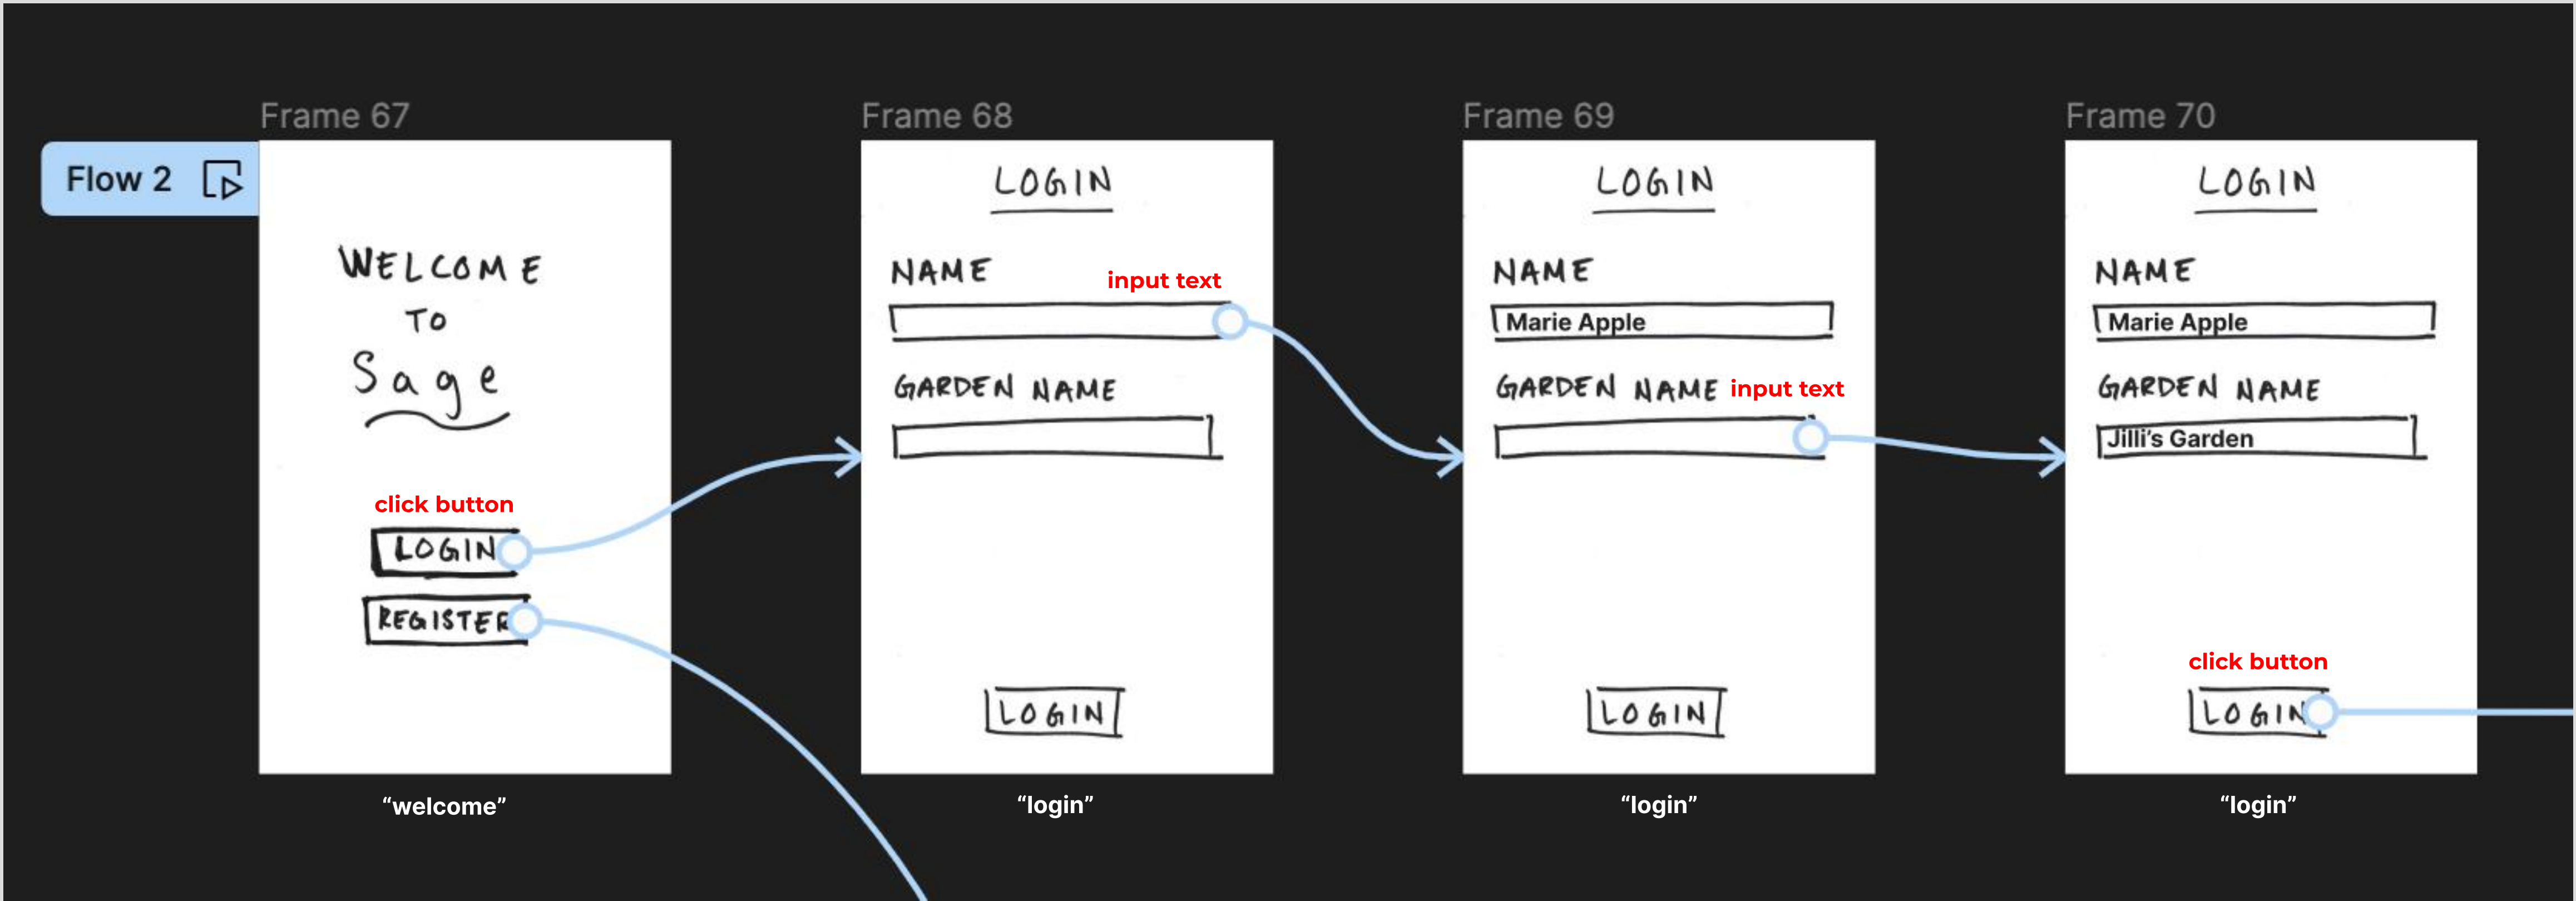 Flow 2
Frame 67
WELCOME
TO
Sage
click button
LOGIN
REGISTER
“welcome”
Frame 68
LOGIN
NAME
input text
GARDEN NAME
LOGIN
“login”
Frame 69
LOGIN
NAME
Marie Apple
GARDEN NAME input text
LOGIN
“login”
Frame 70
LOGIN
NAME
Marie Apple
GARDEN NAME
Jilli’s Garden
click button
LOGIN
“login”